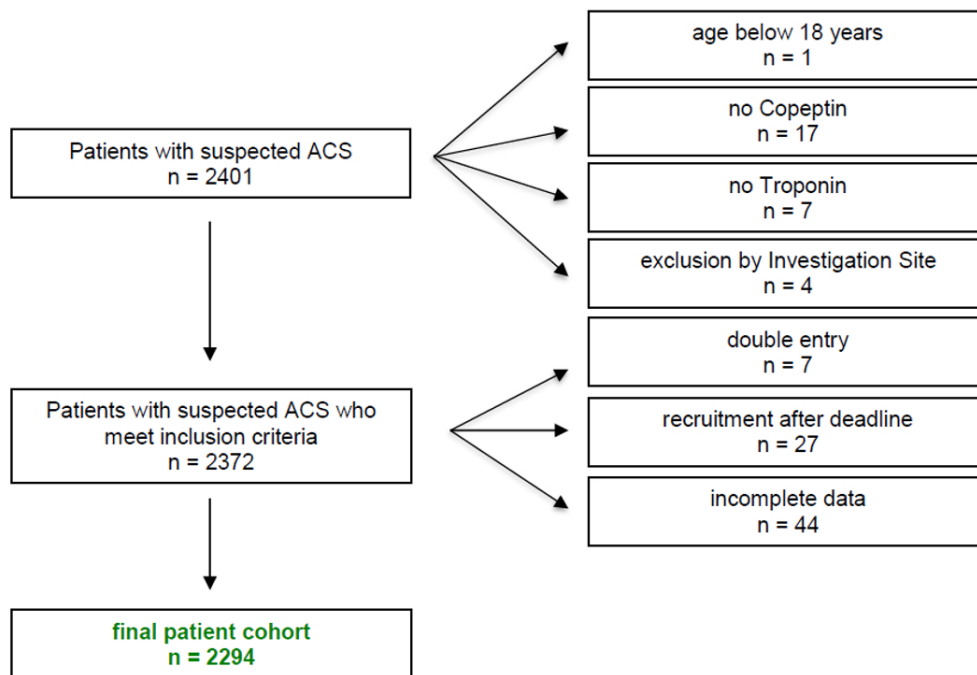 Patients with suspected ACS
n = 2401
age below 18 years
n = 1
no Copeptin
n = 17
no Troponin
n = 7
exclusion by Investigation Site
n = 4
Patients with suspected ACS who
meet inclusion criteria
n = 2372
double entry
n = 7
recruitment after deadline
n = 27
incomplete data
n = 44
final patient cohort
n = 2294